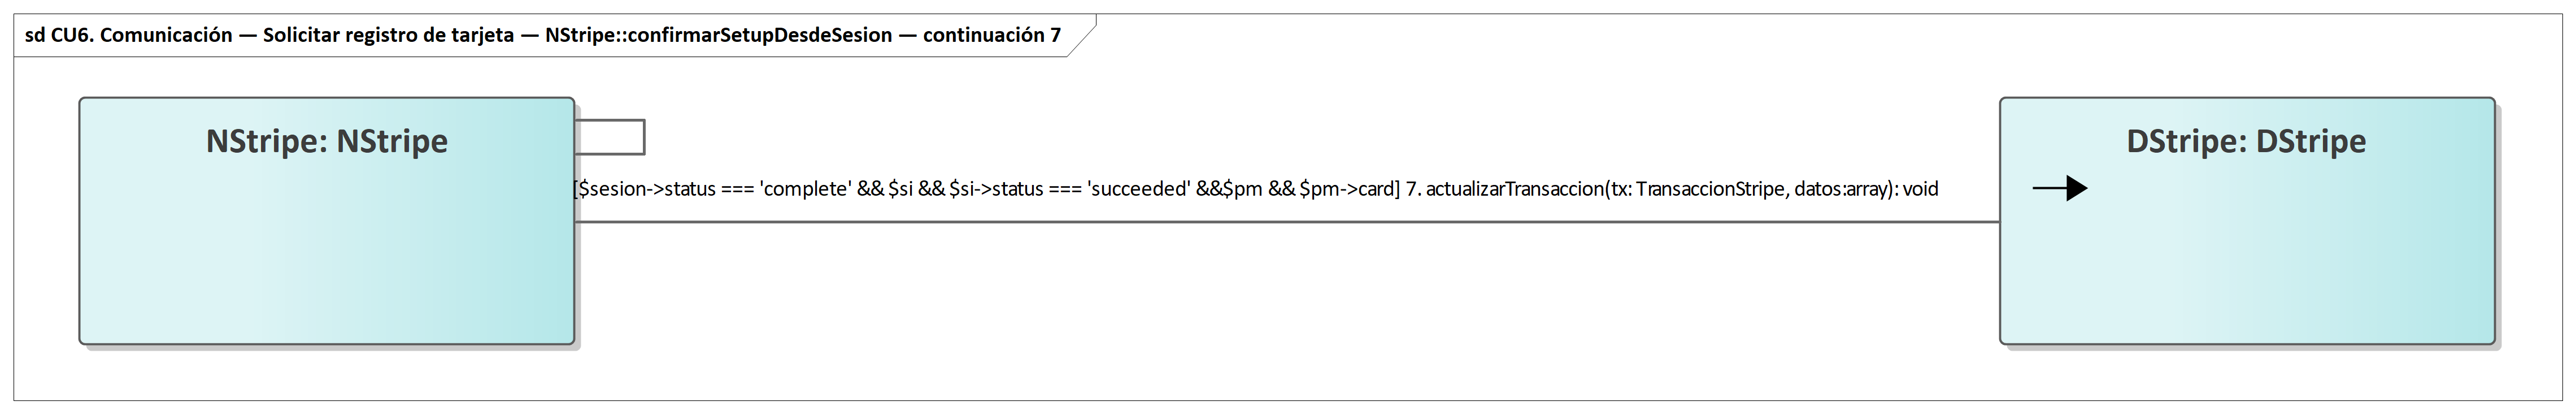 sd CU6. Comunicación — Solicitar registro de tarjeta — NStripe::confirmarSetupDesdeSesion — continuación 7
NStripe: NStripe
DStripe: DStripe
[$sesion->status === 'complete' && $si && $si->status === 'succeeded' &&$pm && $pm->card] 7. actualizarTransaccion(tx: TransaccionStripe, datos:array): void